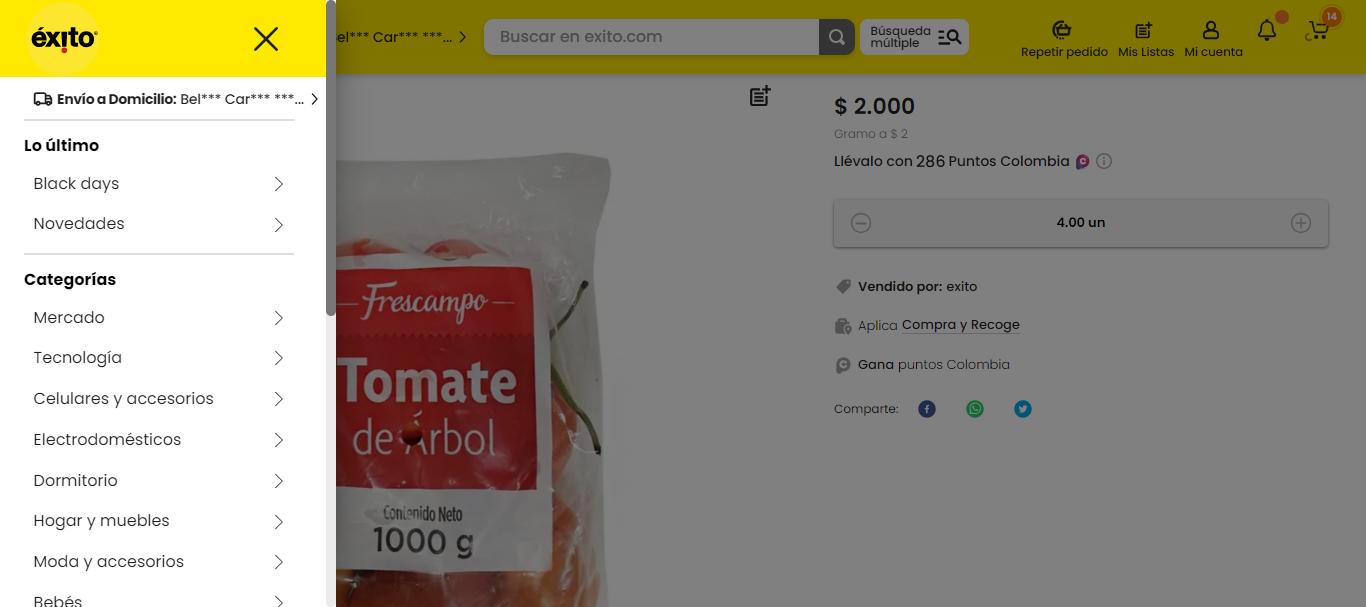 éxito
Envío a Domicilio: Bel*** Car*** ***...
Lo último
Black days
Novedades
Categorías
Mercado
Tecnología
Celulares y accesorios
Electrodomésticos
Dormitorio
Hogar y muebles
Moda y accesorios
Bebés
el*** Car*** ***...
Buscar en exito.com
Búsqueda
múltiple
Repetir pedido
Mis Listas
Mi cuenta
14
Frescampo
Tomate
de Árbol
Contenido Neto
1000 g
$ 2.000
Gramo a $ 2
Llévalo con 286 Puntos Colombia
4.00 un
Vendido por: exito
Aplica Compra y Recoge
Gana puntos Colombia
Comparte: